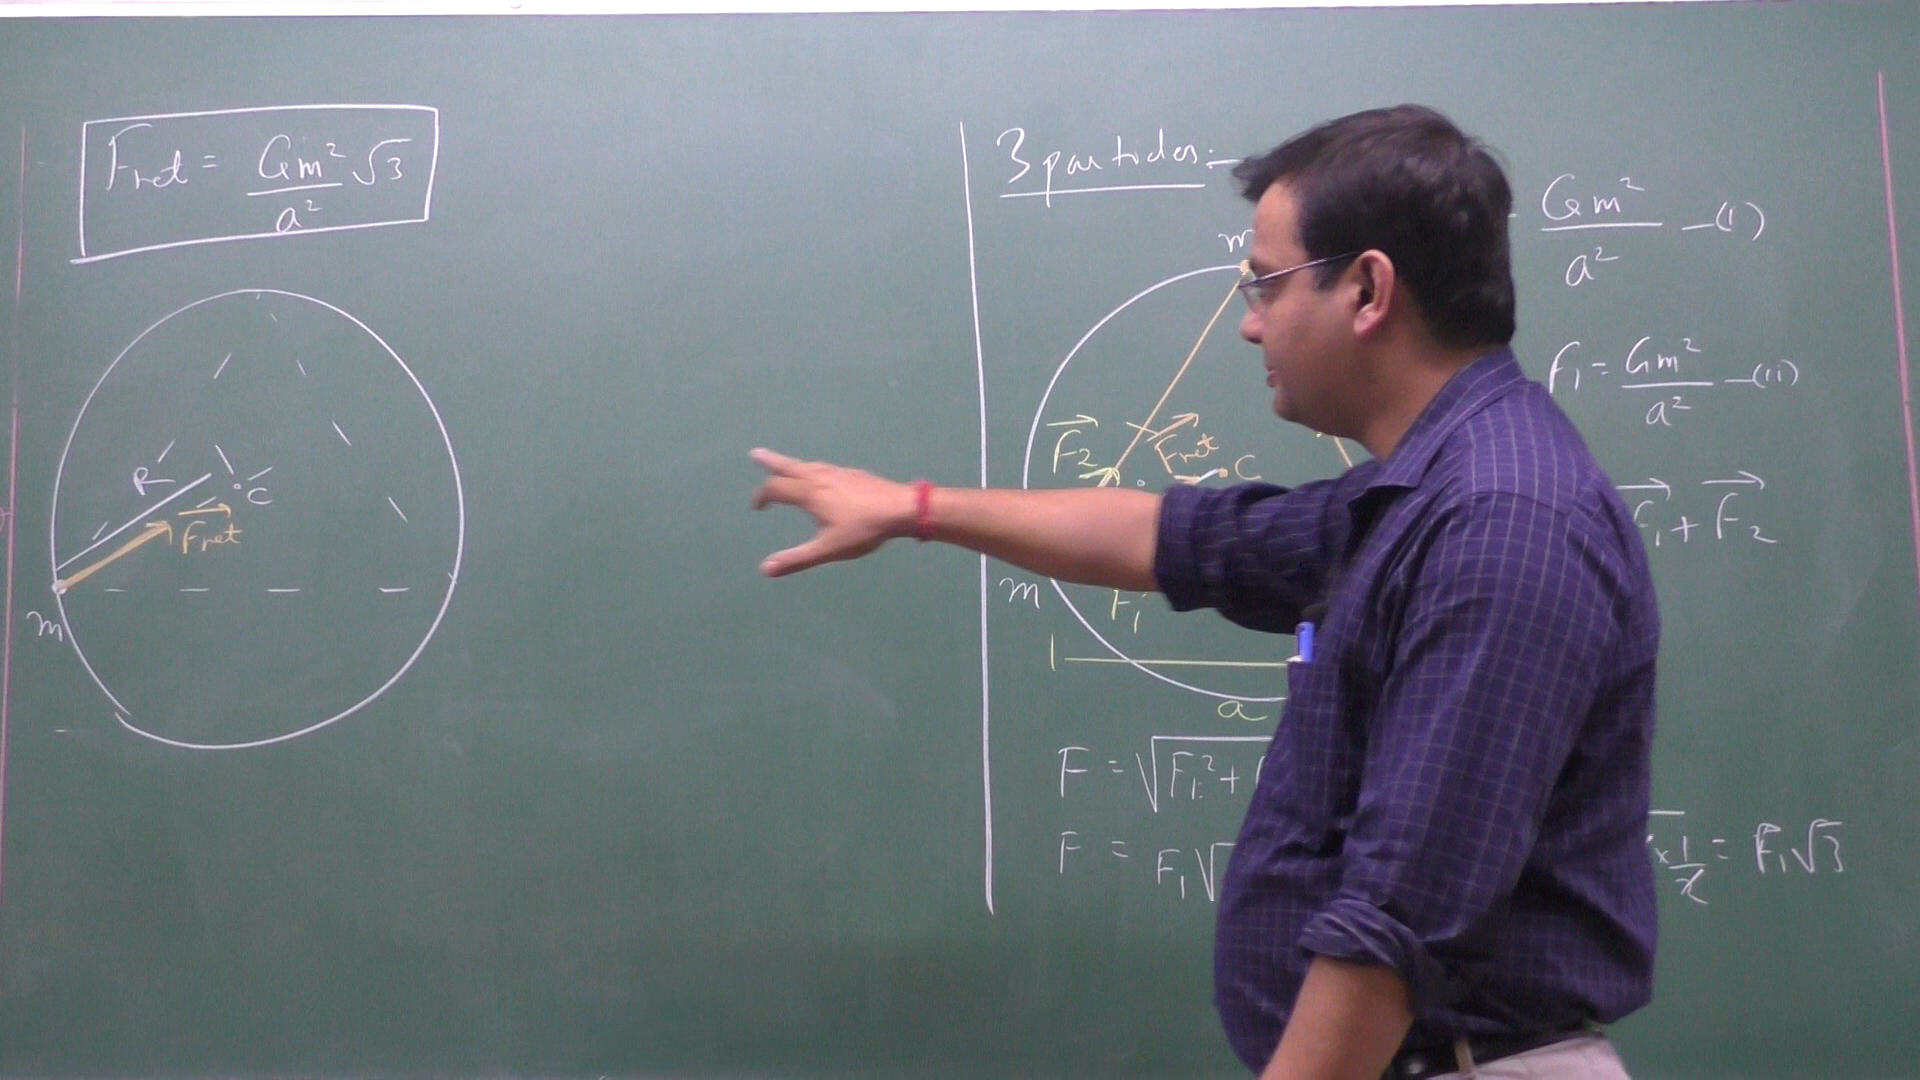 Fnet = Gm²/a² √3
R
C
Fnet
m
3 particles:-
m
Gm²/a² —(i)
F₁ = Gm²/a² —(ii)
F₂
Fnet
C
F₁ + F₂
m
F₁
a
F = √F₁² +
F = F₁√
x 1/x = F₁√3